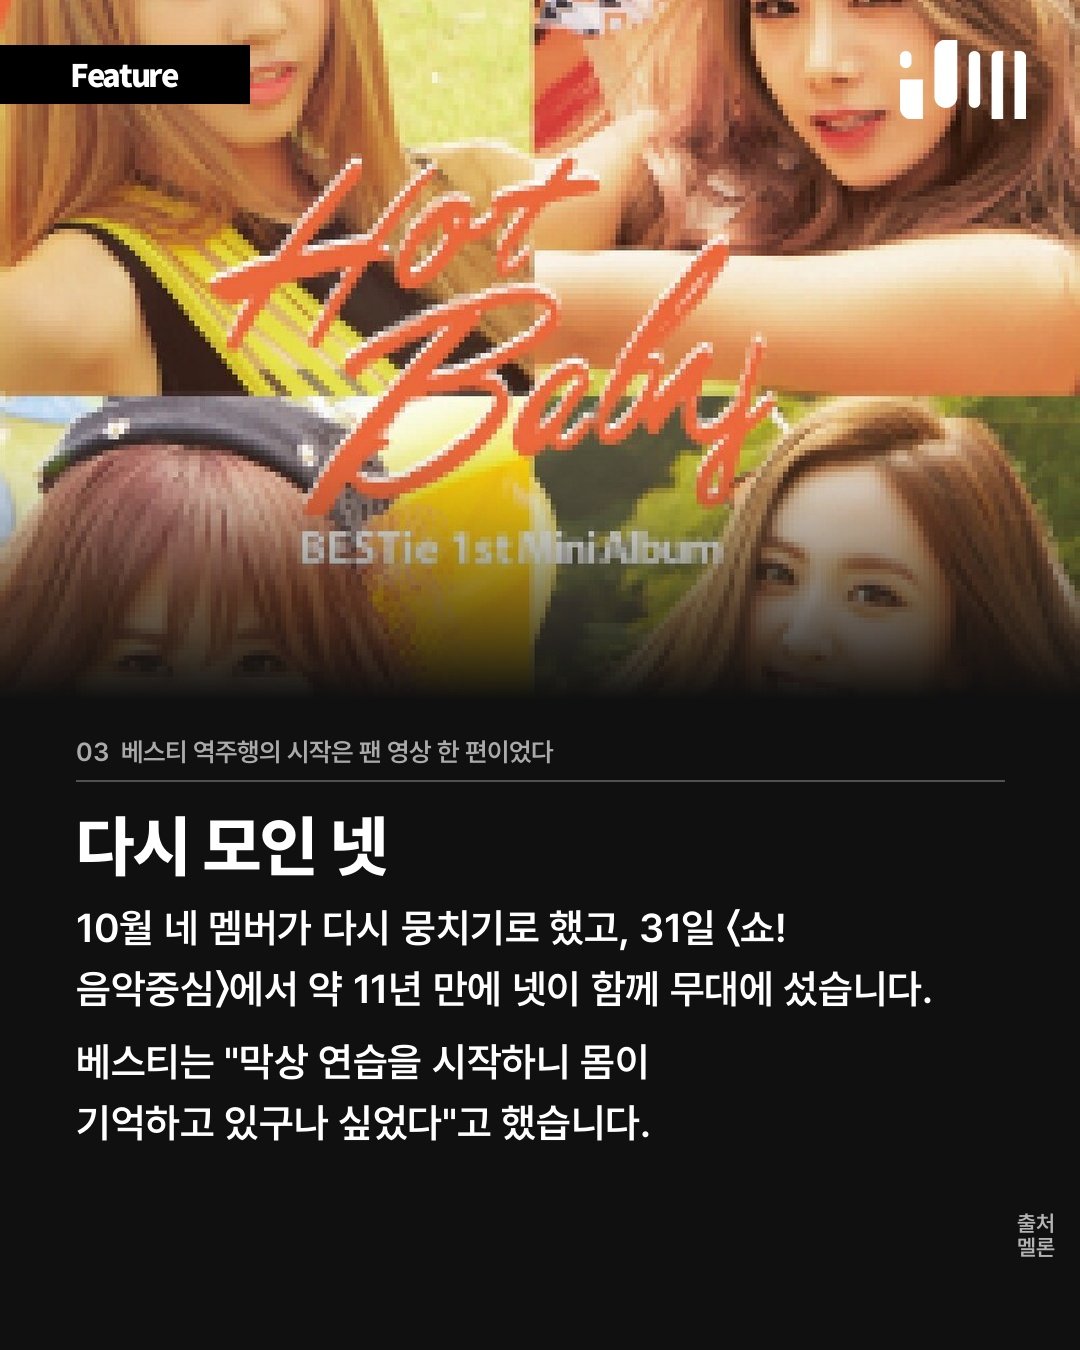 Feature
Hot
Baby
BESTie 1st Mini Album
03 베스티 역주행의 시작은 팬 영상 한 편이었다
다시 모인 넷
10월 네 멤버가 다시 뭉치기로 했고, 31일 〈쇼!
음악중심〉에서 약 11년 만에 넷이 함께 무대에 섰습니다.
베스티는 "막상 연습을 시작하니 몸이
기억하고 있구나 싶었다"고 했습니다.
출처
멜론